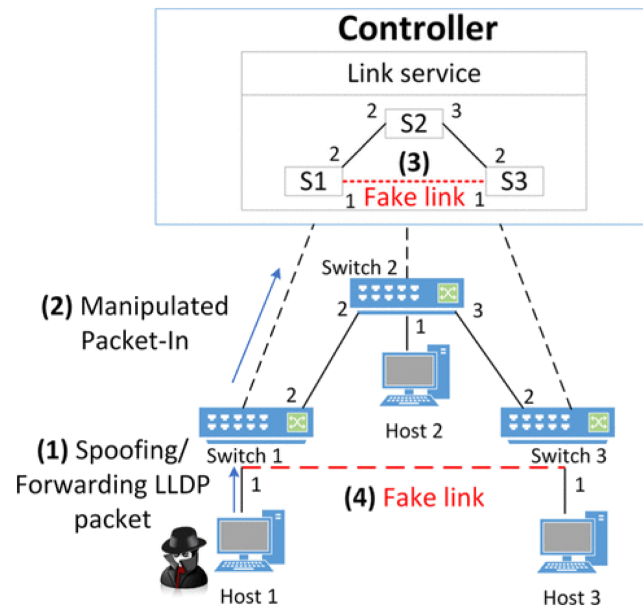 Controller
Link service
2
S2
3
2
(3)
2
S1
S3
1
Fake link
1
Switch 2
(2) Manipulated
Packet-In
2
1
3
2
Host 2
2
Switch 1
Switch 3
(1) Spoofing/
Forwarding LLDP
packet
1
(4) Fake link
1
Host 1
Host 3